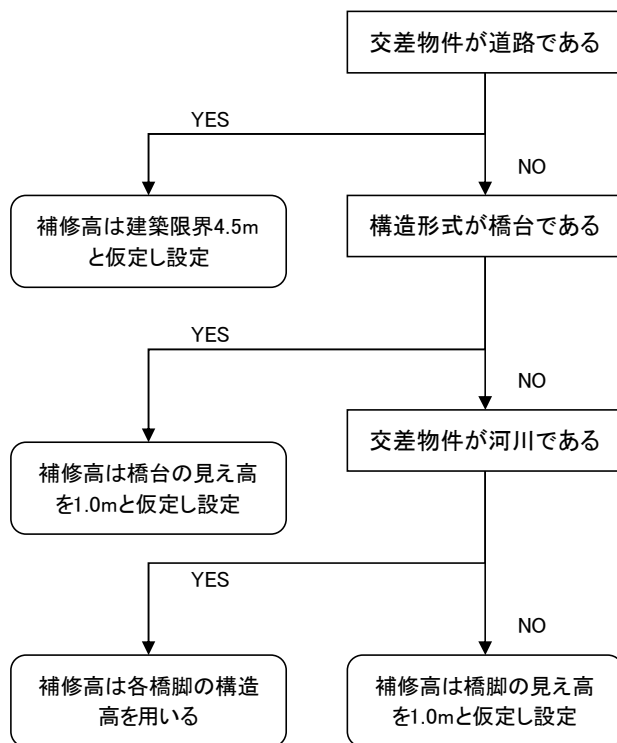 交差物件が道路である
YES
NO
補修高は建築限界4.5m
と仮定し設定
構造形式が橋台である
YES
NO
補修高は橋台の見え高
を1.0mと仮定し設定
交差物件が河川である
YES
NO
補修高は各橋脚の構造
高を用いる
補修高は橋脚の見え高
を1.0mと仮定し設定